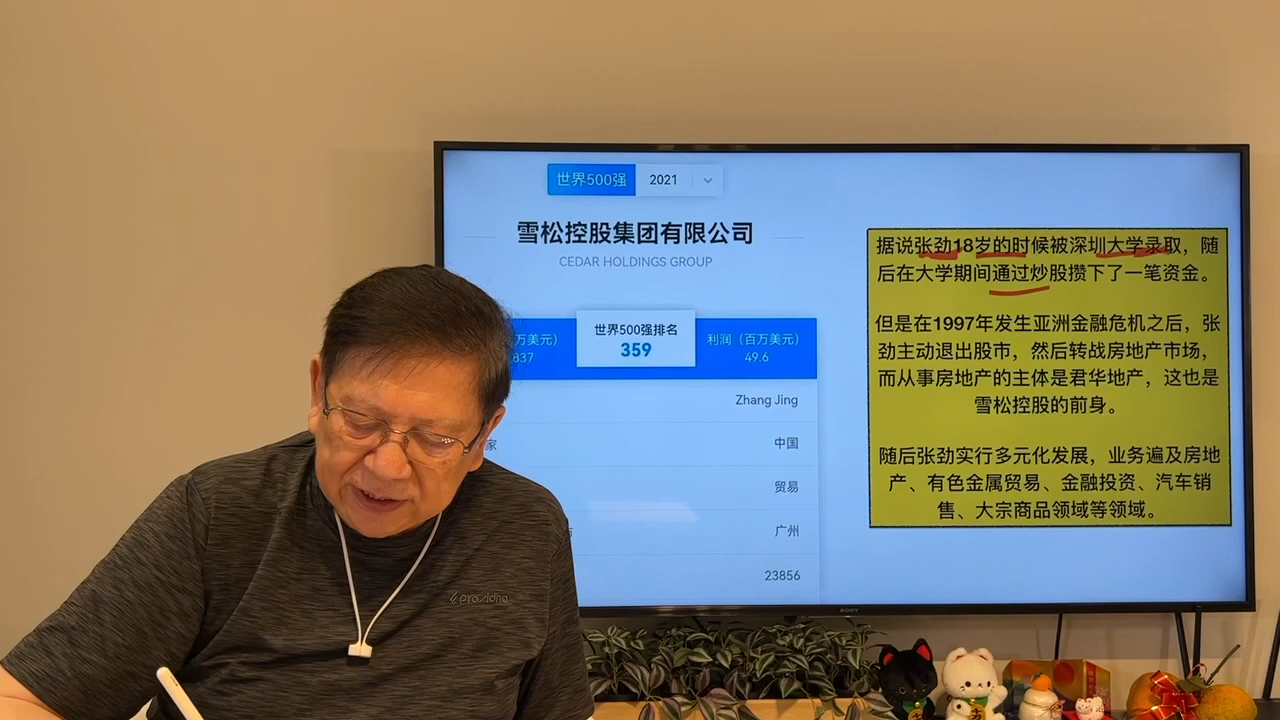 世界500强 2021
雪松控股集团有限公司
CEDAR HOLDINGS GROUP
万美元）
837
世界500强排名
359
利润（百万美元）
49.6
Zhang Jing
家
中国
贸易
广州
23856
据说张劲18岁的时候被深圳大学录取，随
后在大学期间通过炒股攒下了一笔资金。
但是在1997年发生亚洲金融危机之后，张
劲主动退出股市，然后转战房地产市场，
而从事房地产的主体是君华地产，这也是
雪松控股的前身。
随后张劲实行多元化发展，业务遍及房地
产、有色金属贸易、金融投资、汽车销
售、大宗商品领域等领域。
SONY